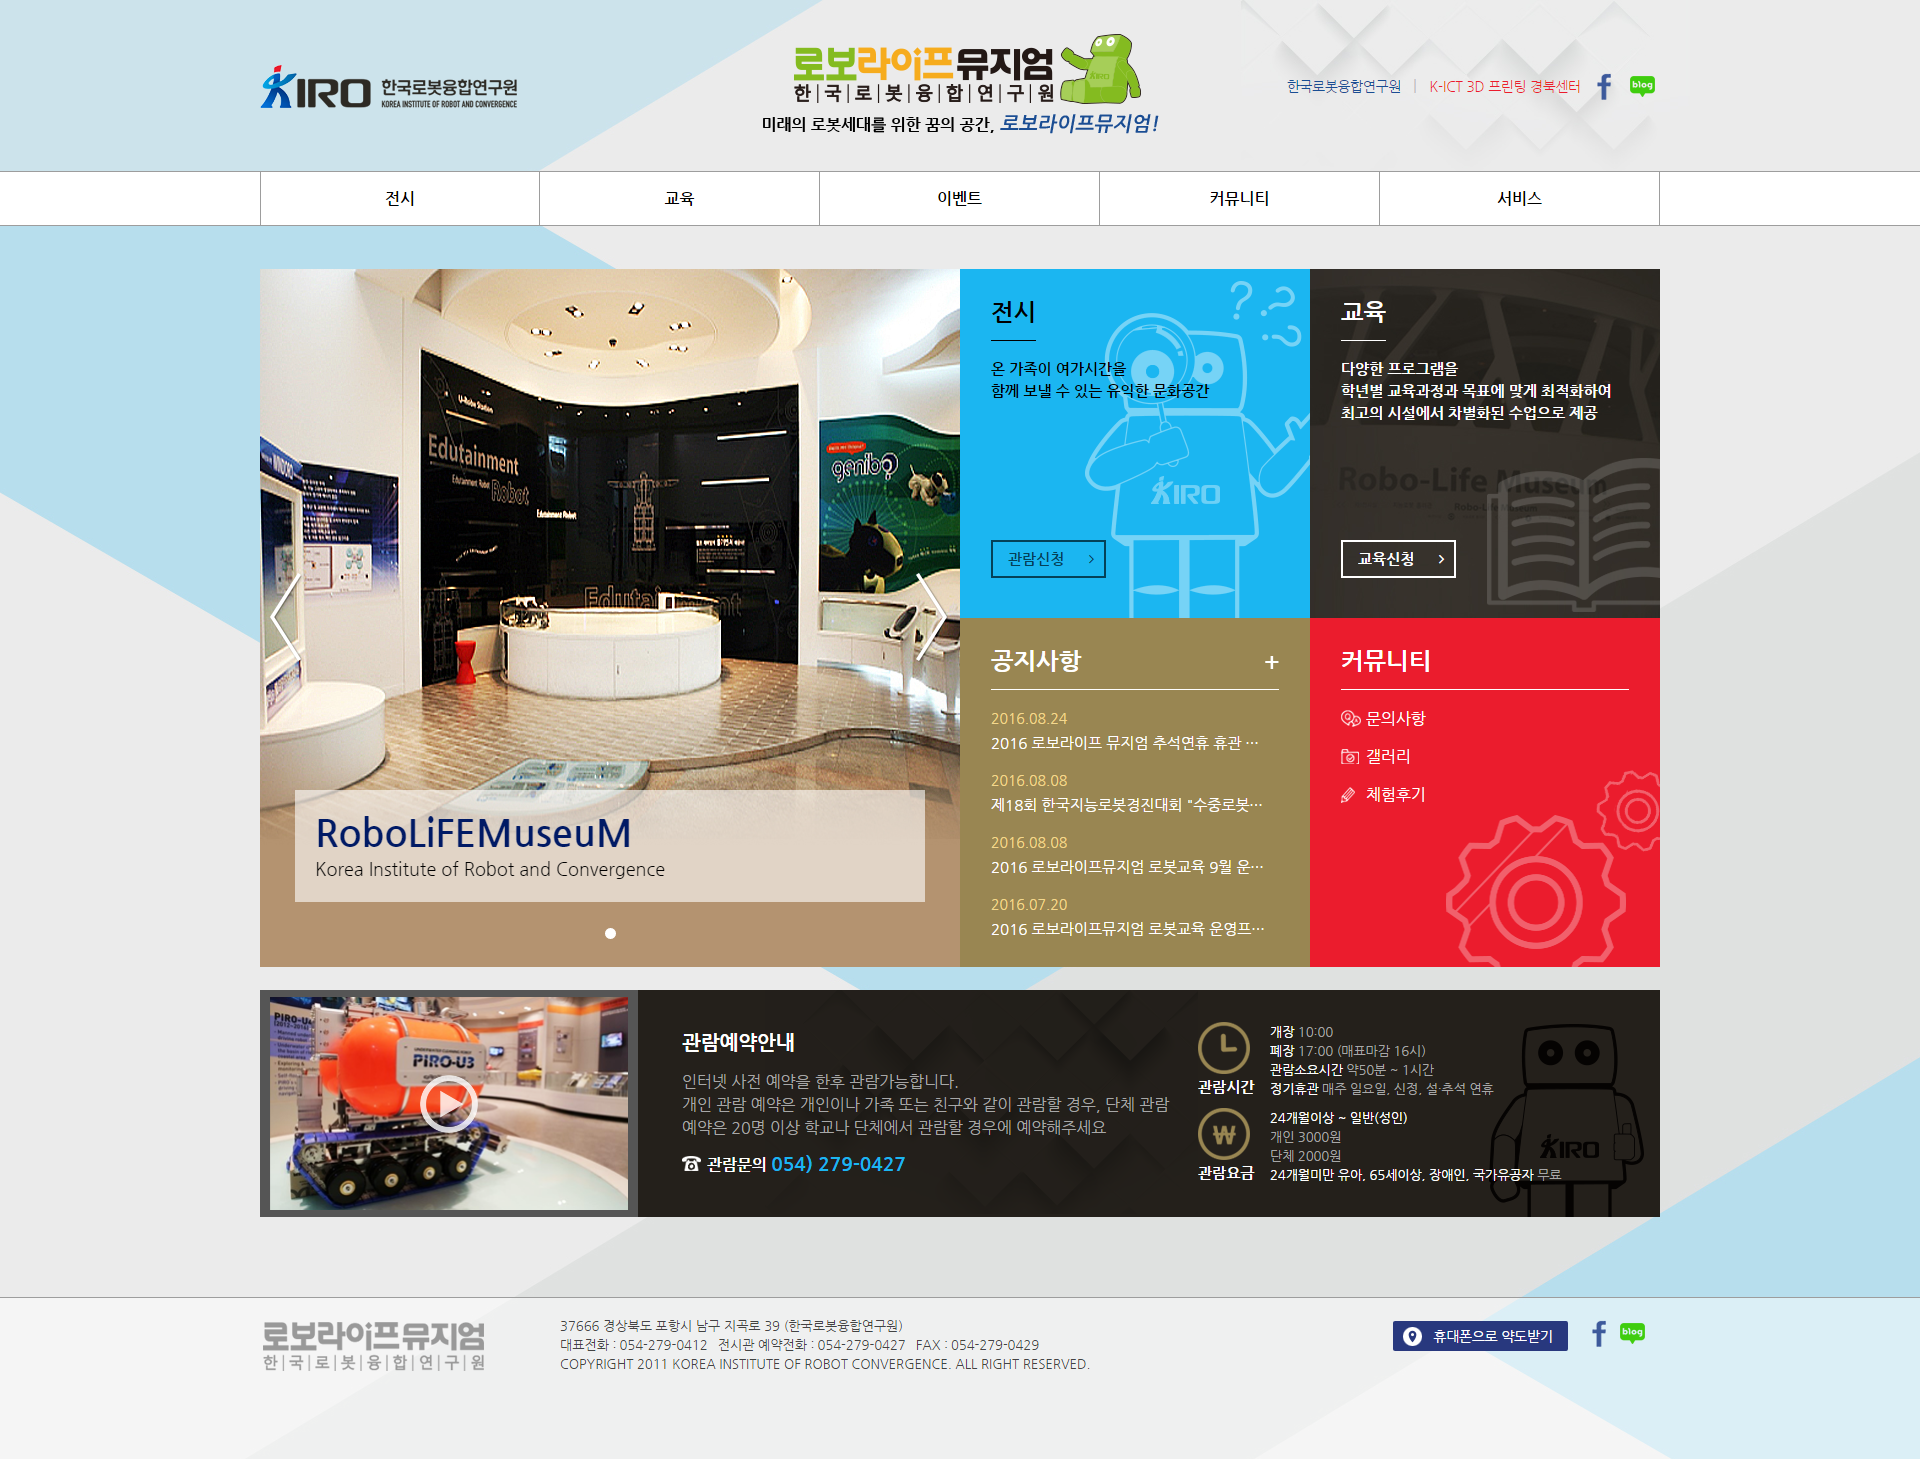 KIRO 한국로봇융합연구원
KOREA INSTITUTE OF ROBOT AND CONVERGENCE
로보라이프뮤지엄
한|국|로|봇|융|합|연|구|원
KIRO
미래의 로봇세대를 위한 꿈의 공간, 로보라이프뮤지엄!
한국로봇융합연구원 | K-ICT 3D 프린팅 경북센터
blog
전시
교육
이벤트
커뮤니티
서비스
U-Robo Station
Edutainment
Edutainment Robot
Robot
Edutainment Robot
WINDORO
genibo
Edutainment
RoboLiFEMuseuM
Korea Institute of Robot and Convergence
전시
온 가족이 여가시간을
함께 보낼 수 있는 유익한 문화공간
관람신청 >
KIRO
교육
다양한 프로그램을
학년별 교육과정과 목표에 맞게 최적화하여
최고의 시설에서 차별화된 수업으로 제공
Robo-Life Museum
Robo-Life Museum
교육신청 >
공지사항 +
2016.08.24
2016 로보라이프 뮤지엄 추석연휴 휴관 ···
2016.08.08
제18회 한국지능로봇경진대회 "수중로봇···
2016.08.08
2016 로보라이프뮤지엄 로봇교육 9월 운···
2016.07.20
2016 로보라이프뮤지엄 로봇교육 운영프···
커뮤니티
문의사항
갤러리
체험후기
PIRO-U4
[2012~2016]
PIRO-U3
관람예약안내
인터넷 사전 예약을 한후 관람가능합니다.
개인 관람 예약은 개인이나 가족 또는 친구와 같이 관람할 경우, 단체 관람
예약은 20명 이상 학교나 단체에서 관람할 경우에 예약해주세요
관람문의 054) 279-0427
관람시간
개장 10:00
폐장 17:00 (매표마감 16시)
관람소요시간 약50분 ~ 1시간
정기휴관 매주 일요일, 신정, 설·추석 연휴
₩
관람요금
24개월이상 ~ 일반(성인)
개인 3000원
단체 2000원
24개월미만 유아, 65세이상, 장애인, 국가유공자 무료
KIRO
로보라이프뮤지엄
한|국|로|봇|융|합|연|구|원
37666 경상북도 포항시 남구 지곡로 39 (한국로봇융합연구원)
대표전화 : 054-279-0412 전시관 예약전화 : 054-279-0427 FAX : 054-279-0429
COPYRIGHT 2011 KOREA INSTITUTE OF ROBOT CONVERGENCE. ALL RIGHT RESERVED.
휴대폰으로 약도받기
blog